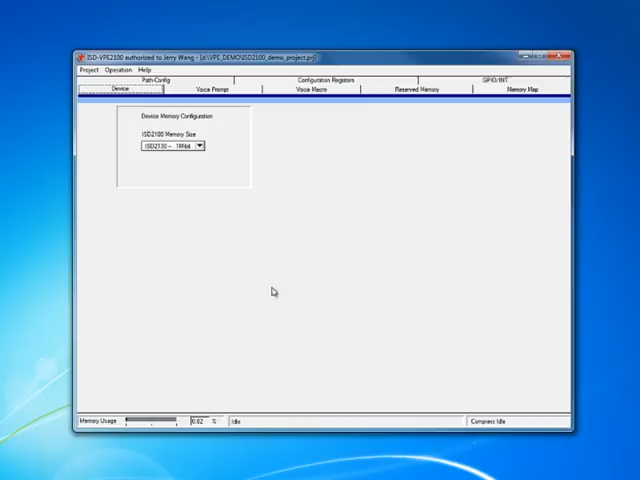 ISD-VPE2100 authorized to Jerry Wang - [d:\VPE_DEMO\ISD2100_demo_project.prj]
Project Operation Help
Path-Config Configuration Registers GPIO/INT
Device Voice Prompt Voice Macro Reserved Memory Memory Map
Device Memory Configuration
ISD2100 Memory Size
ISD2130 -- 1Mbit
Memory Usage 0.02 % Idle Compress Idle